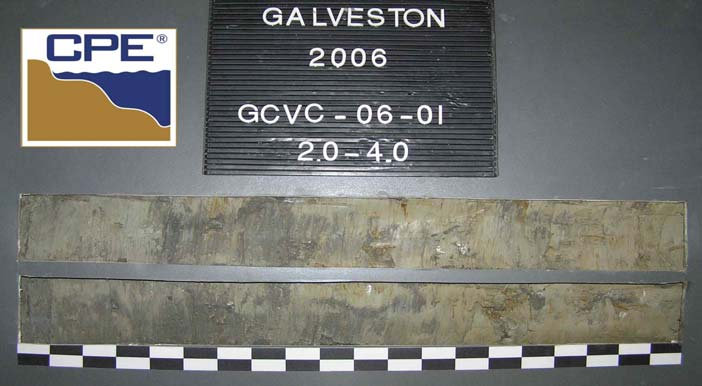 CPE®
GALVESTON
2006
GCVC-06-01
2.0-4.0